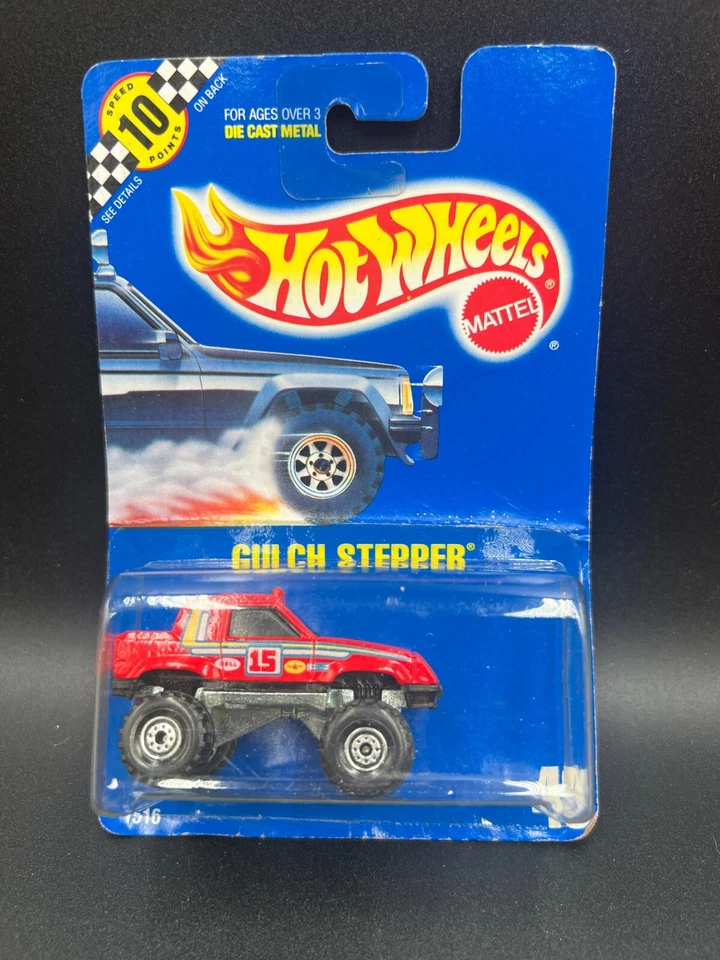 SPEED
10
POINTS
ON BACK
SEE DETAILS
FOR AGES OVER 3
DIE CAST METAL
HOT WHEELS®
MATTEL
®
GULCH STEPPER®
BELL
15